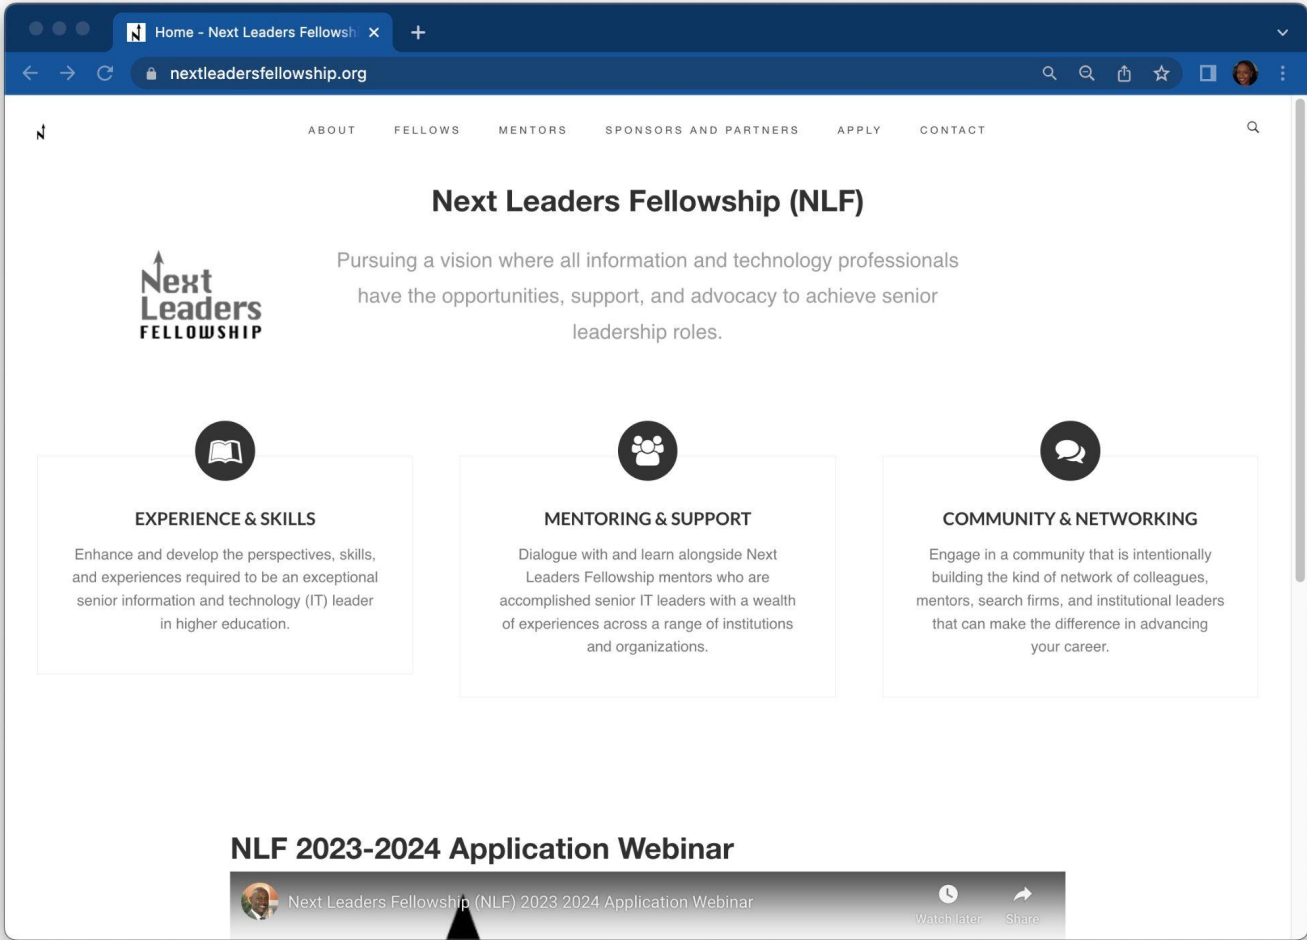 Home - Next Leaders Fellowsh
nextleadersfellowship.org
ABOUT FELLOWS MENTORS SPONSORS AND PARTNERS APPLY CONTACT
Next Leaders Fellowship (NLF)
Next
Leaders
FELLOWSHIP
Pursuing a vision where all information and technology professionals
have the opportunities, support, and advocacy to achieve senior
leadership roles.
EXPERIENCE & SKILLS
Enhance and develop the perspectives, skills,
and experiences required to be an exceptional
senior information and technology (IT) leader
in higher education.
MENTORING & SUPPORT
Dialogue with and learn alongside Next
Leaders Fellowship mentors who are
accomplished senior IT leaders with a wealth
of experiences across a range of institutions
and organizations.
COMMUNITY & NETWORKING
Engage in a community that is intentionally
building the kind of network of colleagues,
mentors, search firms, and institutional leaders
that can make the difference in advancing
your career.
NLF 2023-2024 Application Webinar
Next Leaders Fellowship (NLF) 2023 2024 Application Webinar
Watch later Share